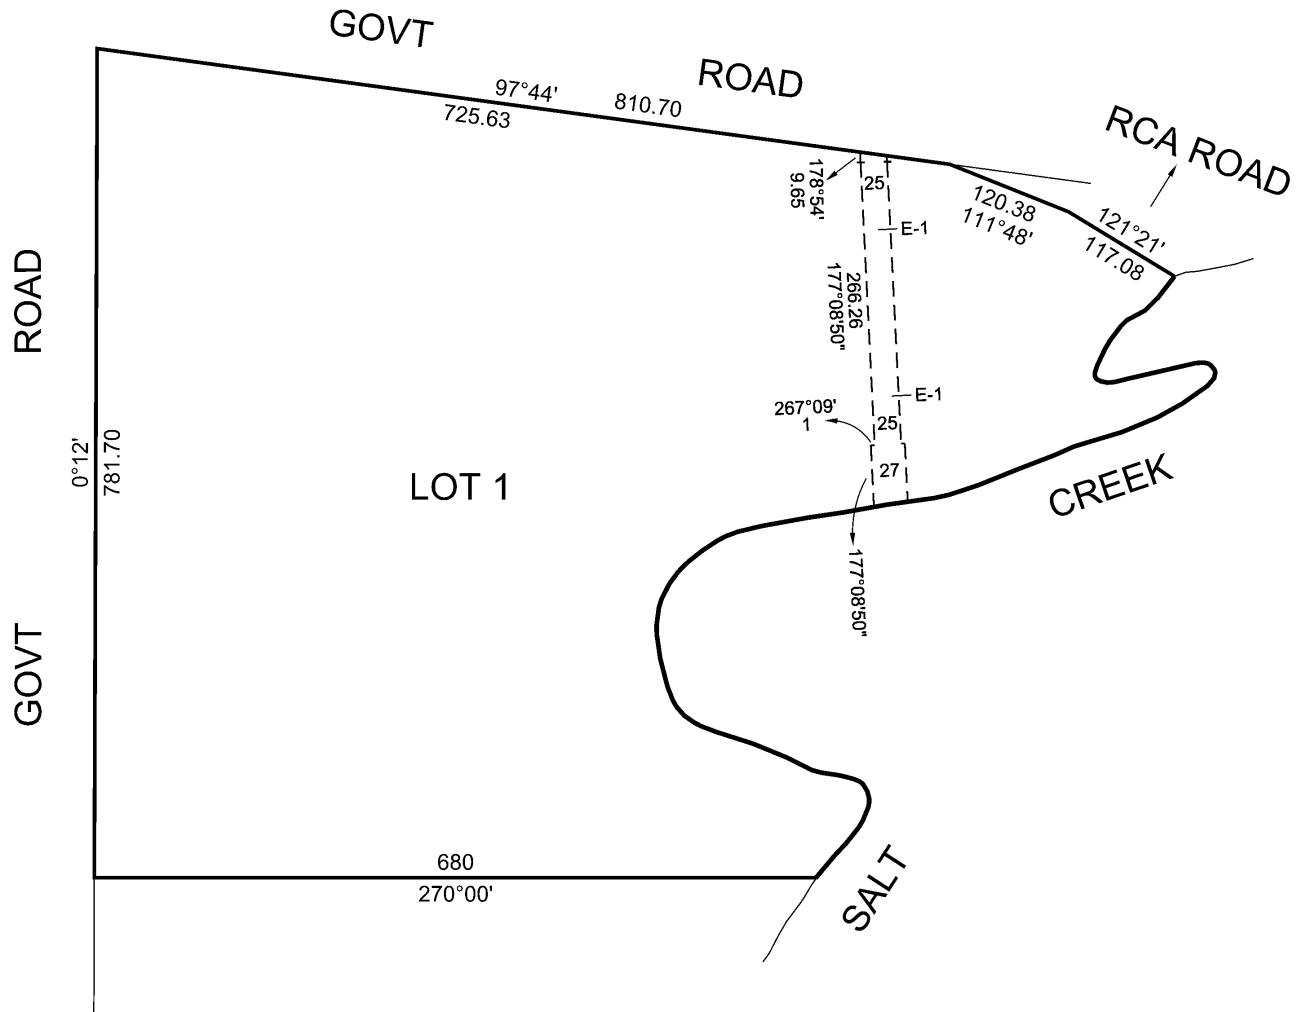 GOVT
ROAD
RCA ROAD
97°44'
810.70
725.63
178°54'
9.65
25
E-1
120.38
111°48'
121°21'
117.08
ROAD
266.26
177°08'50"
E-1
267°09'
1
25
27
0°12'
781.70
LOT 1
CREEK
177°08'50"
GOVT
680
270°00'
SALT